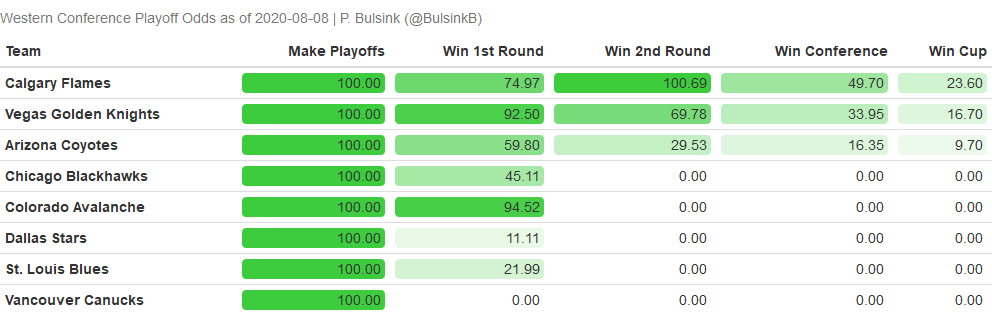 Western Conference Playoff Odds as of 2020-08-08 | P. Bulsink (@BulsinkB)
Team Make Playoffs Win 1st Round Win 2nd Round Win Conference Win Cup
Calgary Flames 100.00 74.97 100.69 49.70 23.60
Vegas Golden Knights 100.00 92.50 69.78 33.95 16.70
Arizona Coyotes 100.00 59.80 29.53 16.35 9.70
Chicago Blackhawks 100.00 45.11 0.00 0.00 0.00
Colorado Avalanche 100.00 94.52 0.00 0.00 0.00
Dallas Stars 100.00 11.11 0.00 0.00 0.00
St. Louis Blues 100.00 21.99 0.00 0.00 0.00
Vancouver Canucks 100.00 0.00 0.00 0.00 0.00